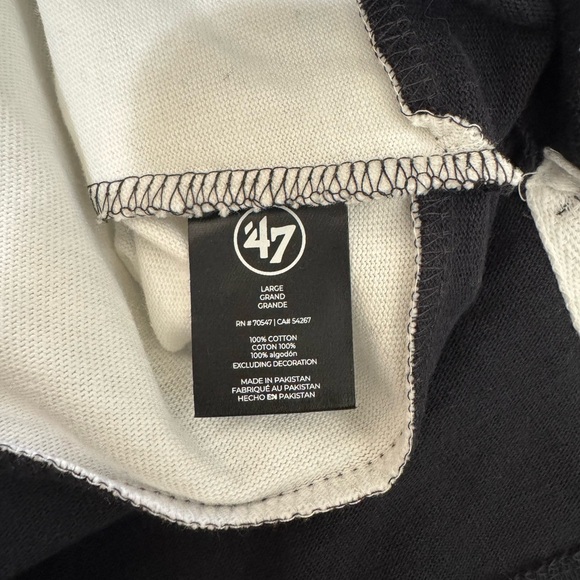 '47
LARGE
GRAND
GRANDE
RN # 70547 | CA# 54267
100% COTTON
COTON 100%
100% algodón
EXCLUDING DECORATION
MADE IN PAKISTAN
FABRIQUÉ AU PAKISTAN
HECHO EN PAKISTAN